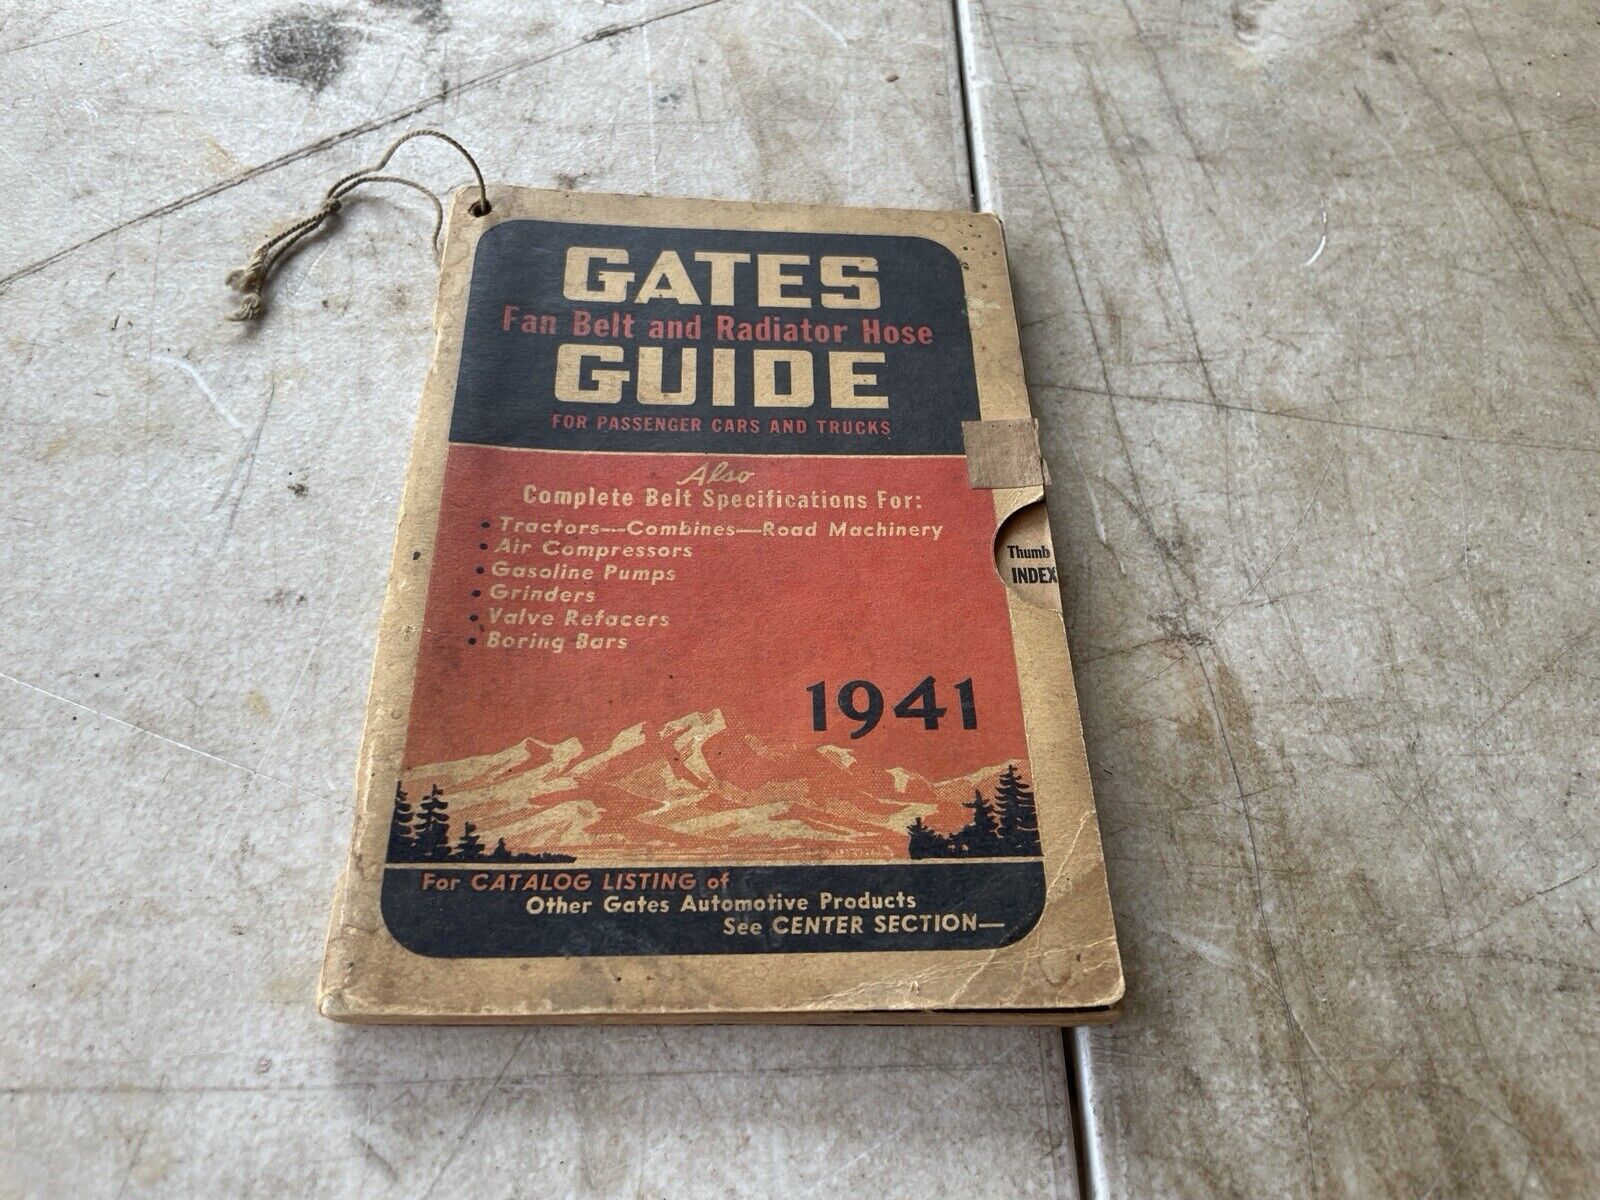 GATES
Fan Belt and Radiator Hose
GUIDE
FOR PASSENGER CARS AND TRUCKS
Also
Complete Belt Specifications For:
• Tractors—Combines—Road Machinery
• Air Compressors
• Gasoline Pumps
• Grinders
• Valve Refacers
• Boring Bars
Thumb
INDEX
1941
For CATALOG LISTING of
Other Gates Automotive Products
See CENTER SECTION—